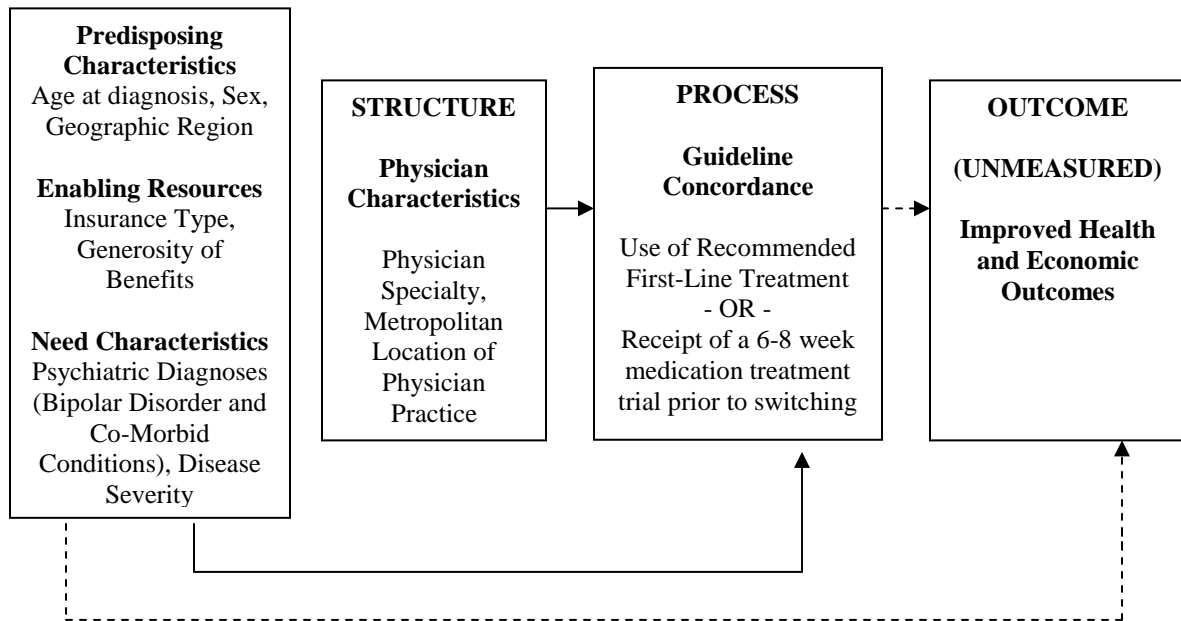 Predisposing
Characteristics
Age at diagnosis, Sex,
Geographic Region
Enabling Resources
Insurance Type,
Generosity of
Benefits
Need Characteristics
Psychiatric Diagnoses
(Bipolar Disorder and
Co-Morbid
Conditions), Disease
Severity
STRUCTURE
Physician
Characteristics
Physician
Specialty,
Metropolitan
Location of
Physician
Practice
PROCESS
Guideline
Concordance
Use of Recommended
First-Line Treatment
- OR -
Receipt of a 6-8 week
medication treatment
trial prior to switching
OUTCOME
(UNMEASURED)
Improved Health
and Economic
Outcomes